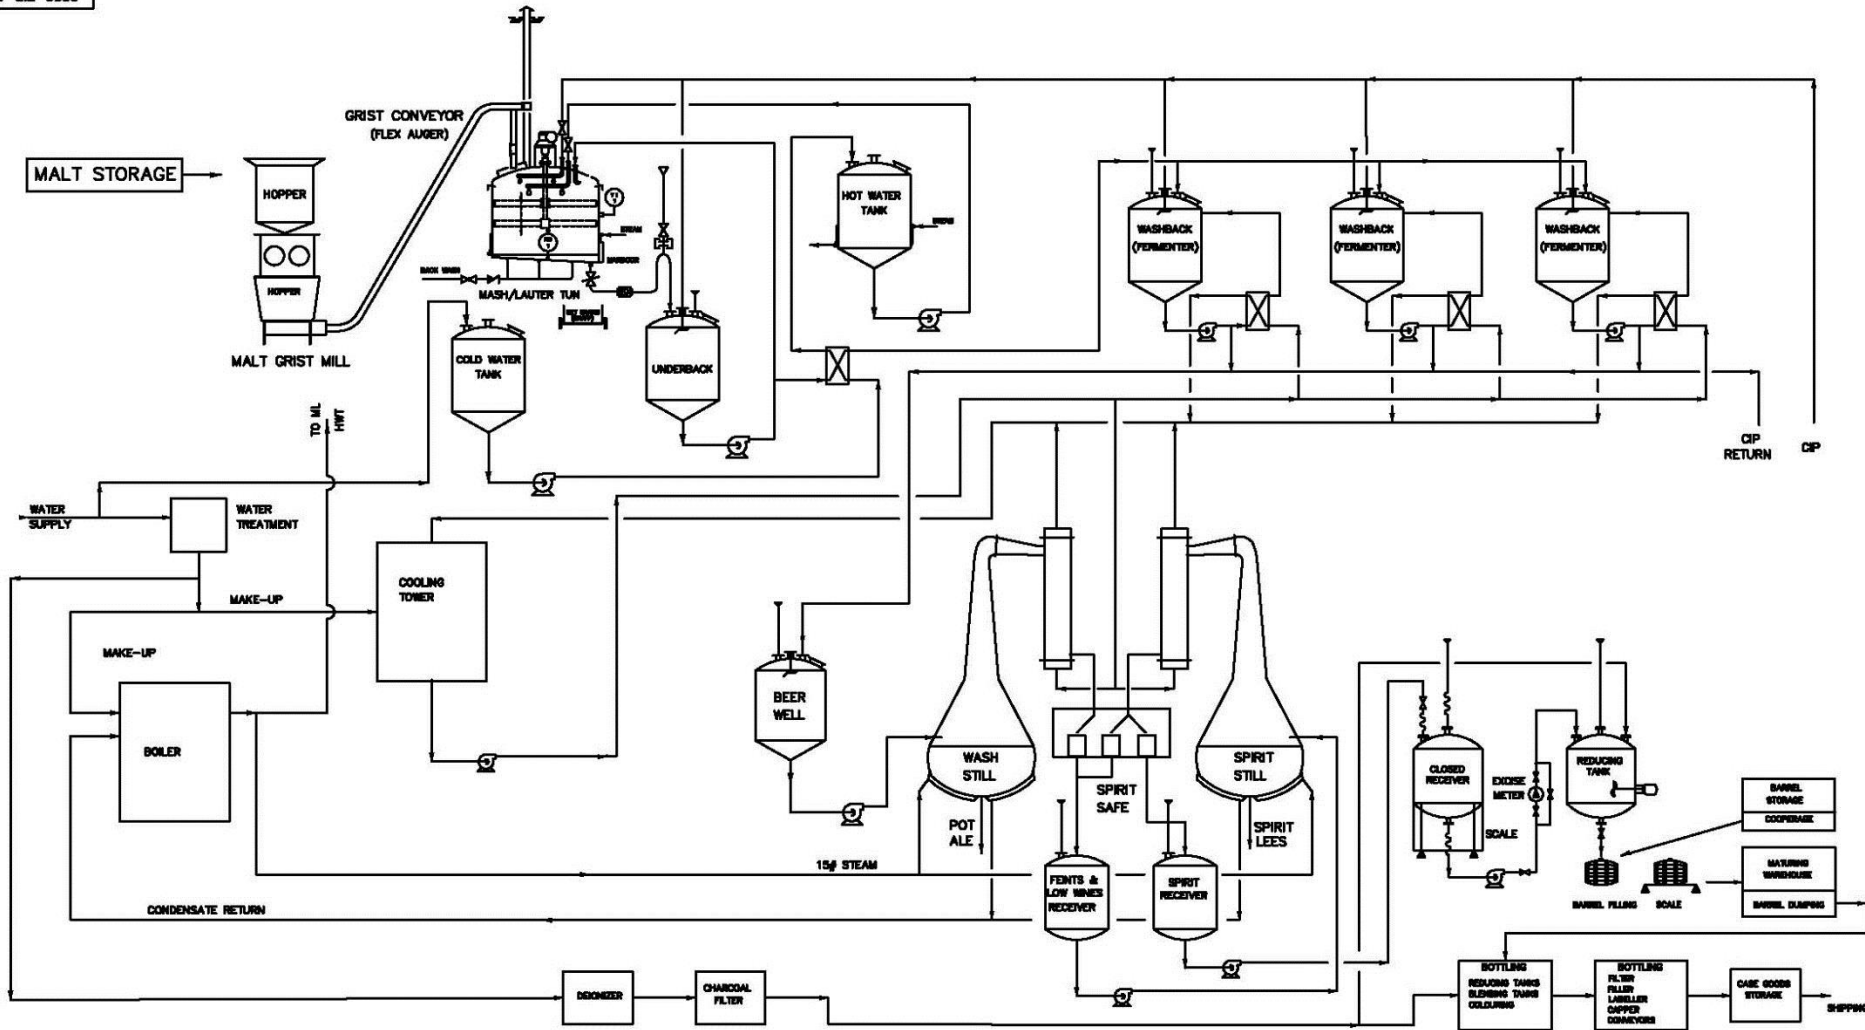 GRIST CONVEYOR
(FLEX AUGER)
MALT STORAGE
HOPPER
HOPPER
MALT GRIST MILL
STEAM
BACK WASH
MASH/LAUTER TUN
HOT WATER
TANK
STEAM
WASHBACK
(FERMENTER)
WASHBACK
(FERMENTER)
WASHBACK
(FERMENTER)
COLD WATER
TANK
UNDERBACK
TO ML
HWT
CIP
RETURN
CIP
WATER
SUPPLY
WATER
TREATMENT
COOLING
TOWER
MAKE-UP
MAKE-UP
BOILER
BEER
WELL
WASH
STILL
SPIRIT
STILL
SPIRIT
SAFE
POT
ALE
SPIRIT
LEES
15# STEAM
CONDENSATE RETURN
FEINTS &
LOW WINES
RECEIVER
SPIRIT
RECEIVER
CLOSED
RECEIVER
SCALE
EXCISE
METER
REDUCING
TANK
BARREL
STORAGE
COOPERAGE
MATURING
WAREHOUSE
BARREL DUMPING
BARREL FILLING
SCALE
DEIONIZER
CHARCOAL
FILTER
BOTTLING
REDUCING TANKS
BLENDING TANKS
COLOURING
BOTTLING
FILTER
FILLER
LABELLER
CAPPER
CONVEYORS
CASE GOODS
STORAGE
SHIPPING